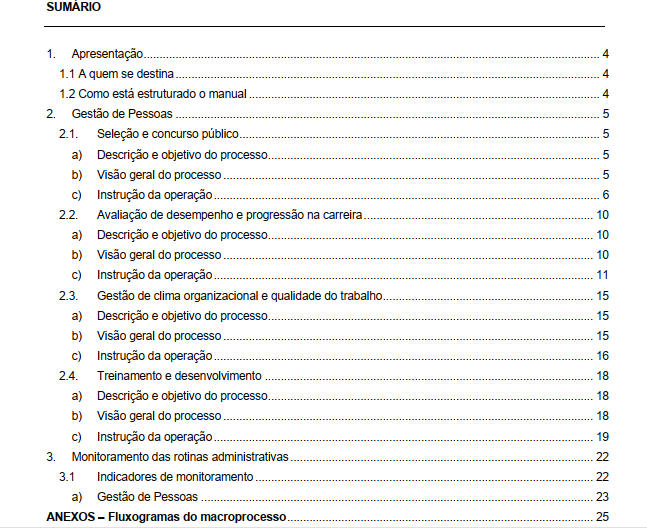 SUMÁRIO
1. Apresentação 4
1.1 A quem se destina 4
1.2 Como está estruturado o manual 4
2. Gestão de Pessoas 5
2.1. Seleção e concurso público 5
a) Descrição e objetivo do processo 5
b) Visão geral do processo 5
c) Instrução da operação 6
2.2. Avaliação de desempenho e progressão na carreira 10
a) Descrição e objetivo do processo 10
b) Visão geral do processo 10
c) Instrução da operação 11
2.3. Gestão de clima organizacional e qualidade do trabalho 15
a) Descrição e objetivo do processo 15
b) Visão geral do processo 15
c) Instrução da operação 16
2.4. Treinamento e desenvolvimento 18
a) Descrição e objetivo do processo 18
b) Visão geral do processo 18
c) Instrução da operação 19
3. Monitoramento das rotinas administrativas 22
3.1 Indicadores de monitoramento 22
a) Gestão de Pessoas 23
ANEXOS – Fluxogramas do macroprocesso 25